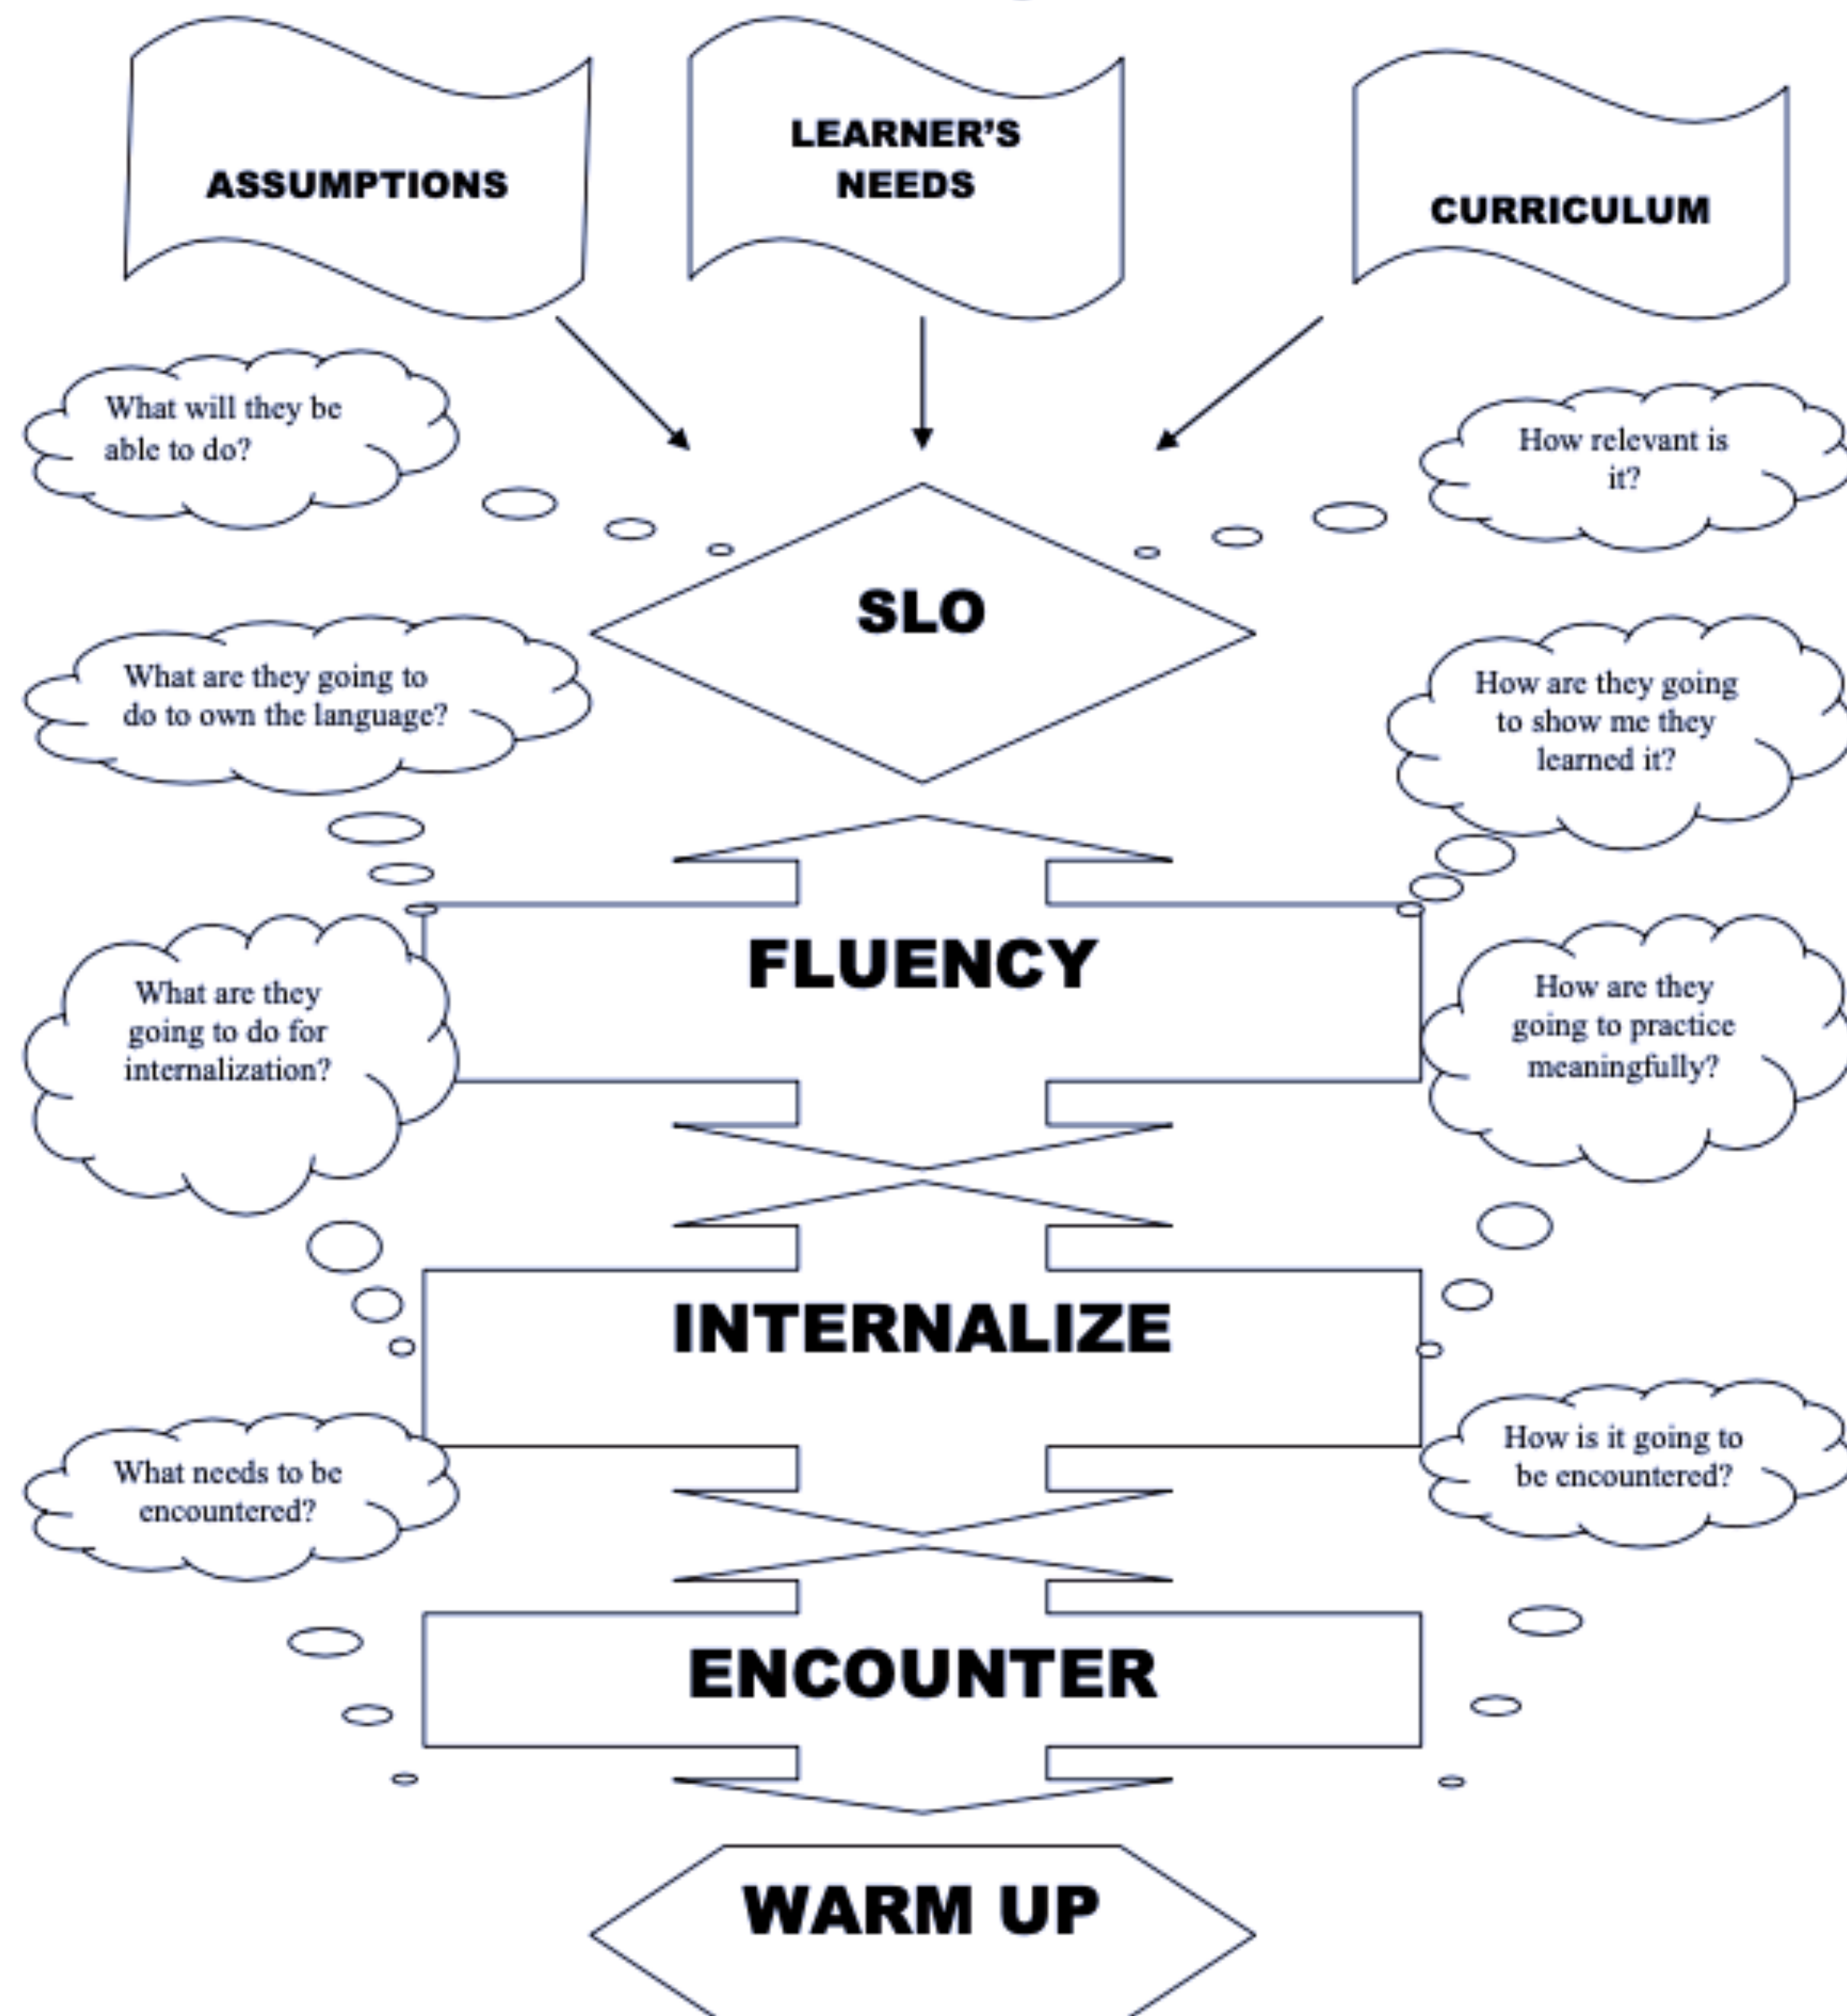 ASSUMPTIONS
LEARNER'S
NEEDS
CURRICULUM
What will they be
able to do?
How relevant is
it?
SLO
What are they going to
do to own the language?
How are they going
to show me they
learned it?
FLUENCY
What are they
going to do for
internalization?
How are they
going to practice
meaningfully?
INTERNALIZE
What needs to be
encountered?
How is it going to
be encountered?
ENCOUNTER
WARM UP